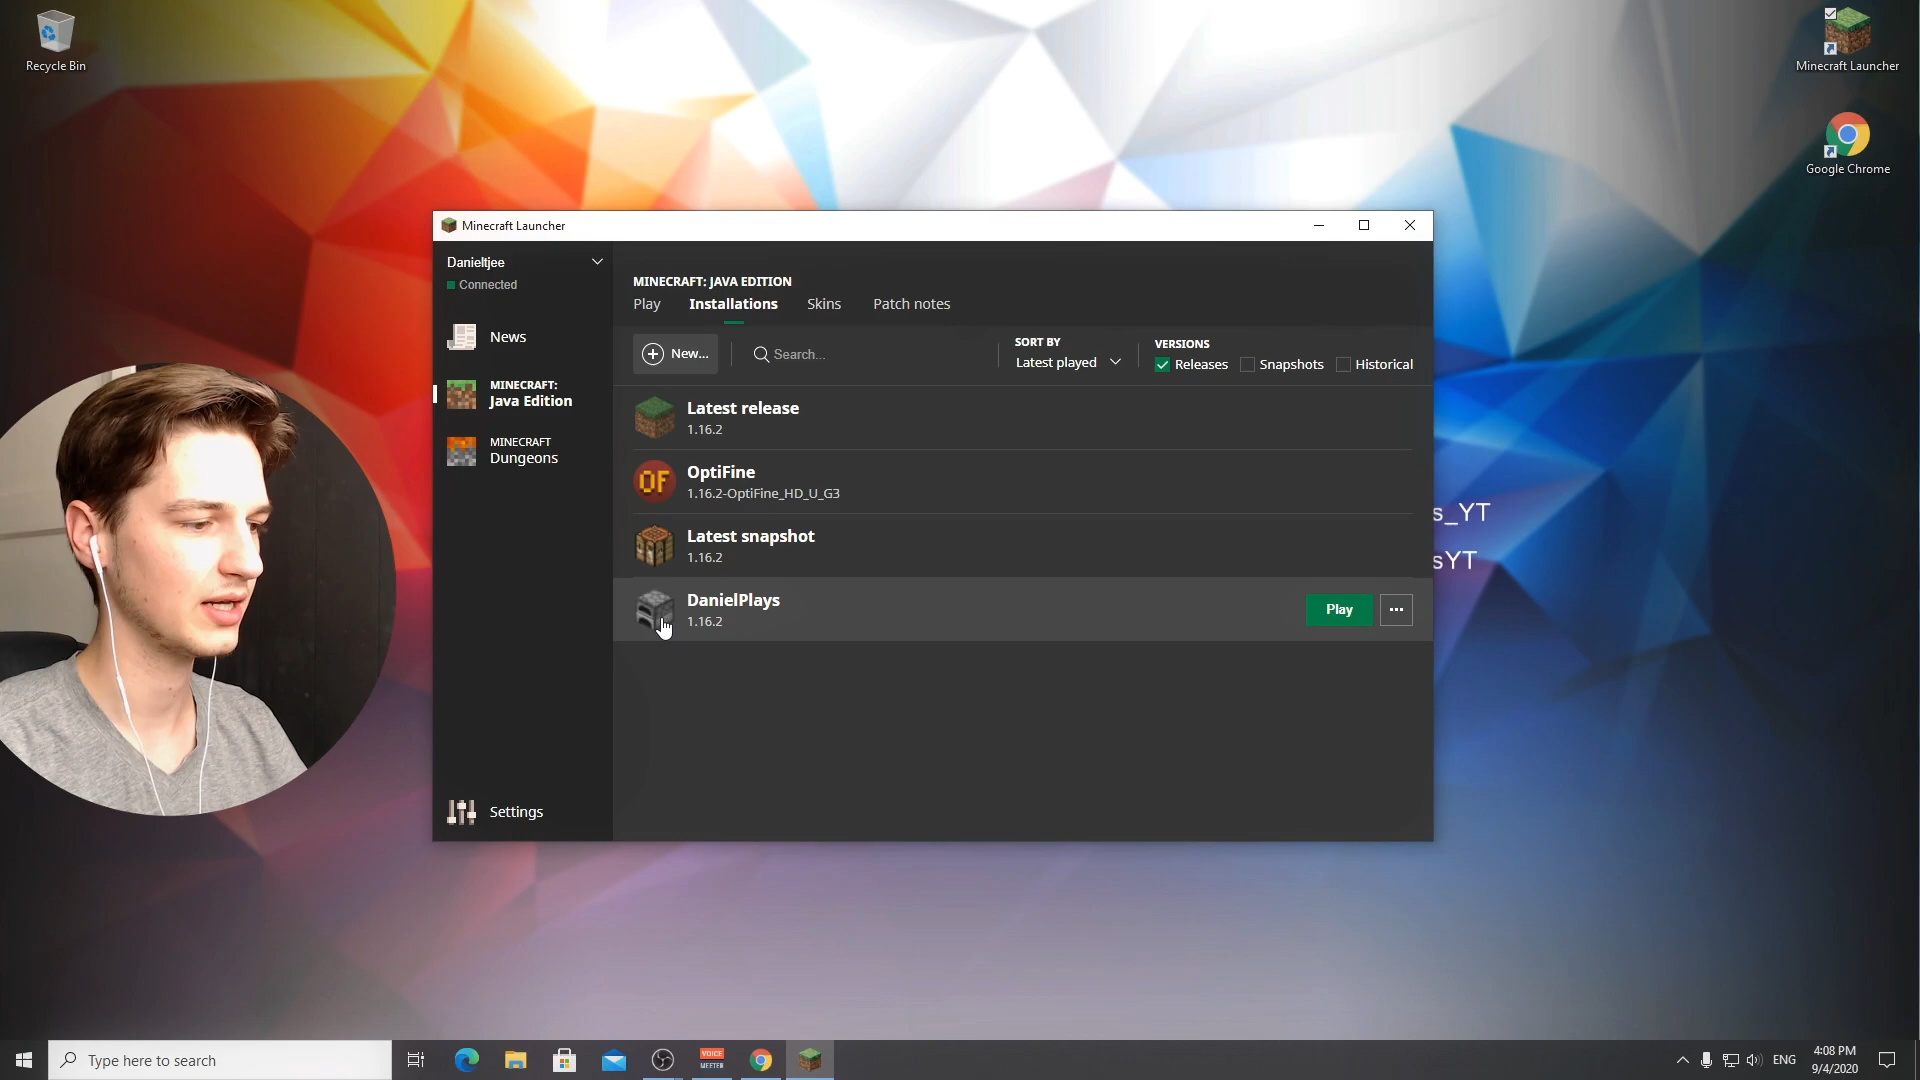 Recycle Bin
Minecraft Launcher
Google Chrome
Minecraft Launcher
Danieltjee
Connected
News
MINECRAFT:
Java Edition
MINECRAFT
Dungeons
Settings
MINECRAFT: JAVA EDITION
Play Installations Skins Patch notes
New...
Search...
SORT BY
Latest played
VERSIONS
Releases Snapshots Historical
Latest release
1.16.2
OF
OptiFine
1.16.2-OptiFine_HD_U_G3
Latest snapshot
1.16.2
DanielPlays
1.16.2
Play
s_YT
sYT
Type here to search
VOICE
MEETER
ENG
4:08 PM
9/4/2020